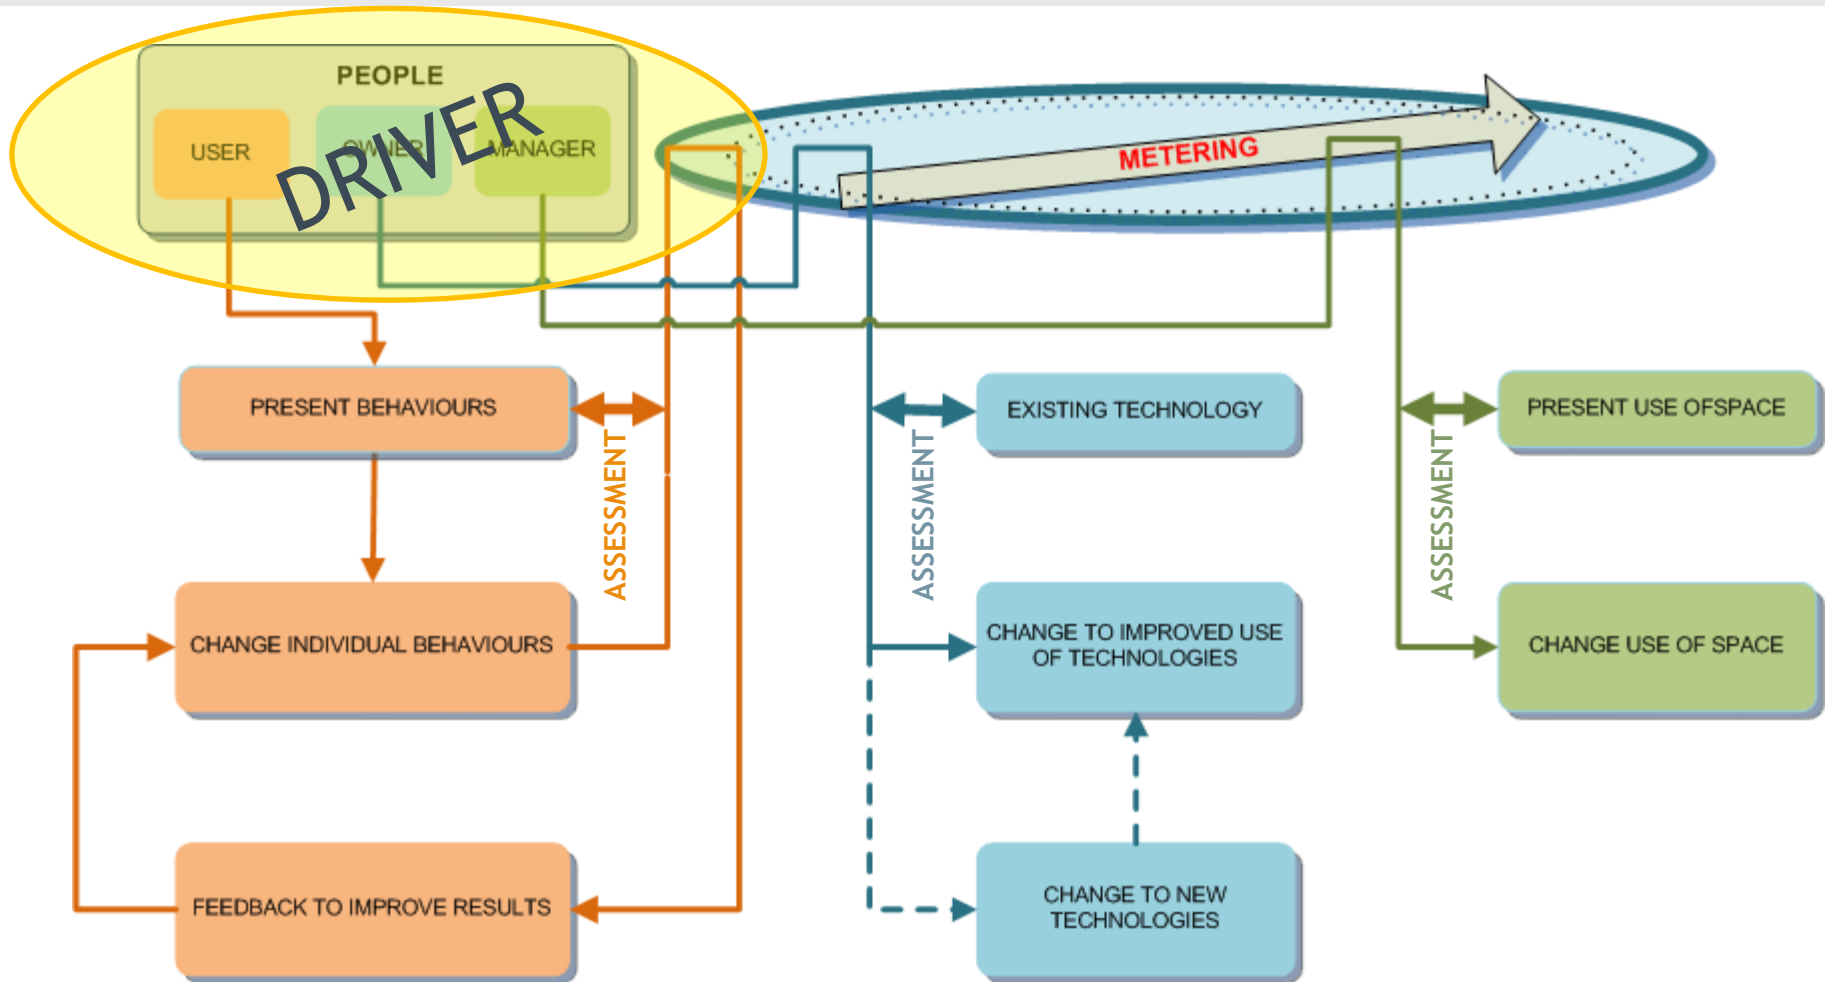 PEOPLE
USER
OWNER
MANAGER
DRIVER
METERING
PRESENT BEHAVIOURS
EXISTING TECHNOLOGY
PRESENT USE OFSPACE
ASSESSMENT
ASSESSMENT
ASSESSMENT
CHANGE INDIVIDUAL BEHAVIOURS
CHANGE TO IMPROVED USE
OF TECHNOLOGIES
CHANGE USE OF SPACE
FEEDBACK TO IMPROVE RESULTS
CHANGE TO NEW
TECHNOLOGIES